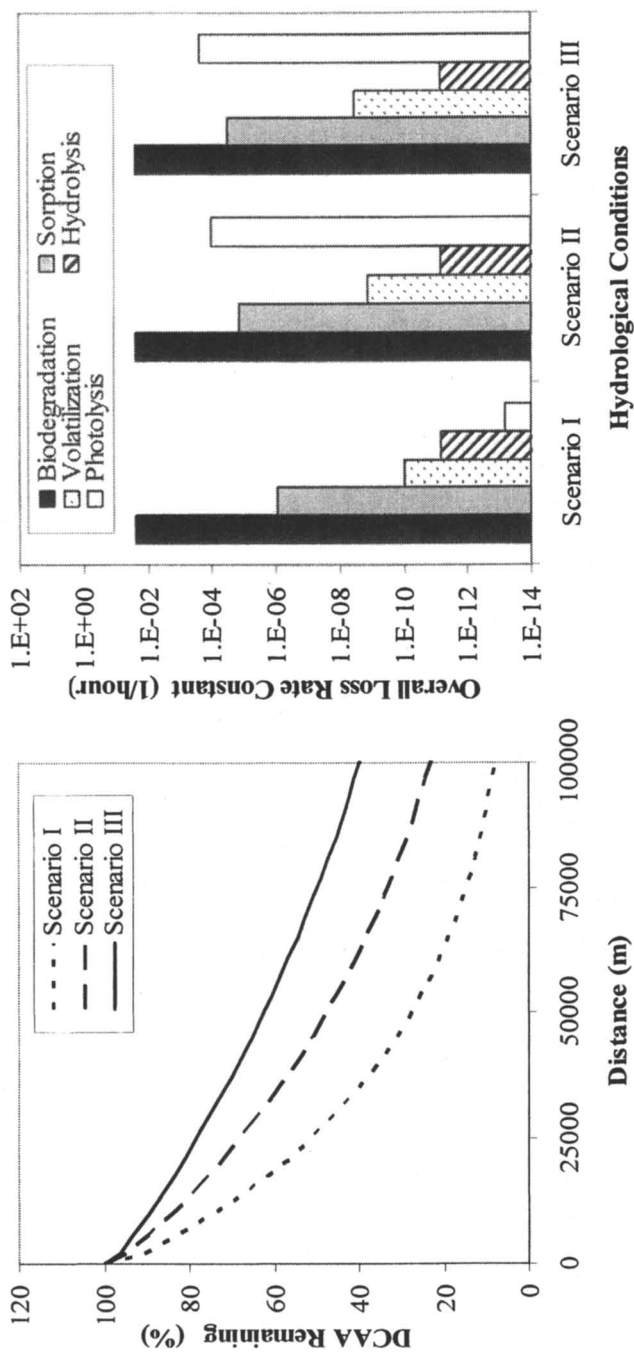 120
100
80
60
40
20
0
DCAA Remaining (%)
Scenario I
Scenario II
Scenario III
0
25000
50000
75000
100000
Distance (m)
1.E+02
1.E+00
1.E-02
1.E-04
1.E-06
1.E-08
1.E-10
1.E-12
1.E-14
Overall Loss Rate Constant (1/hour)
Biodegradation
Sorption
Volatilization
Hydrolysis
Photolysis
Scenario I
Scenario II
Scenario III
Hydrological Conditions